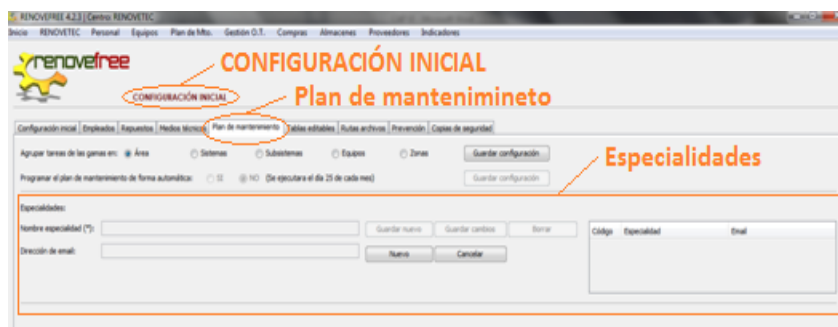 RENOVEFREE 4.2.3 | Centro RENOVETEC
Inicio RENOVETEC Personal Equipos Plan de Mto. Gestión O.T. Compras Almacenes Proveedores Indicadores
renovefree
CONFIGURACIÓN INICIAL
CONFIGURACIÓN INICIAL
Plan de mantenimineto
Configuración inicial Empleados Repuestos Medios técnicos Plan de mantenimiento Tablas editables Rutas archivos Prevención Copias de seguridad
Agrupar tareas de las gamas en: Área Sistemas Subsistemas Equipos Zonas Guardar configuración
Especialidades
Programar el plan de mantenimiento de forma automática: SI NO (Se ejecutara el día 25 de cada mes) Guardar configuración
Especialidades:
Nombre especialidad (*): Guardar nuevo Guardar cambios Borrar Código Especialidad Email
Dirección de email: Nuevo Cancelar